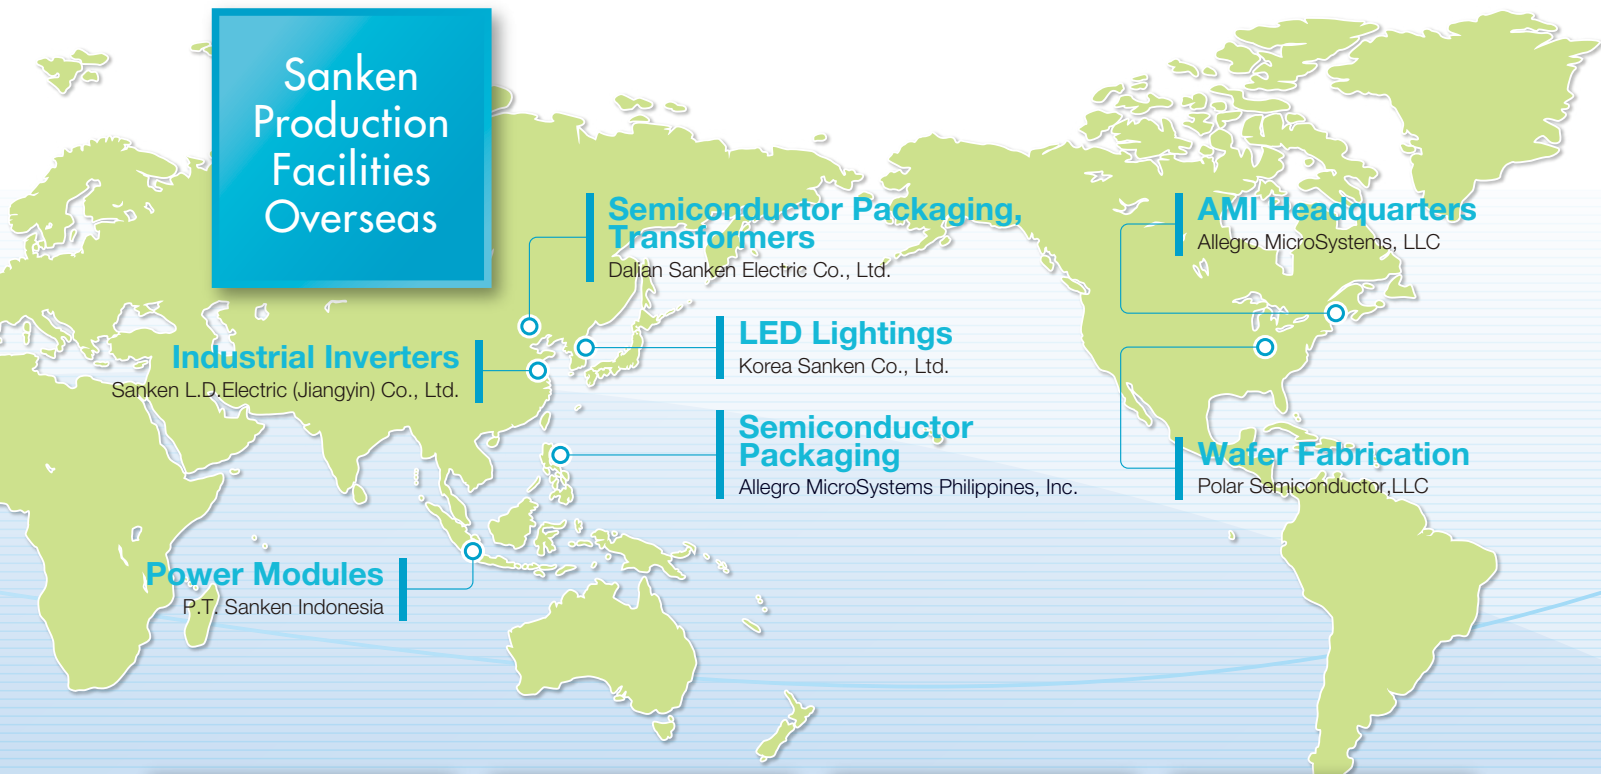 Sanken
Production
Facilities
Overseas
Semiconductor Packaging,
Transformers
Dalian Sanken Electric Co., Ltd.
AMI Headquarters
Allegro MicroSystems, LLC
Industrial Inverters
Sanken L.D.Electric (Jiangyin) Co., Ltd.
LED Lightings
Korea Sanken Co., Ltd.
Semiconductor
Packaging
Allegro MicroSystems Philippines, Inc.
Wafer Fabrication
Polar Semiconductor,LLC
Power Modules
P.T. Sanken Indonesia